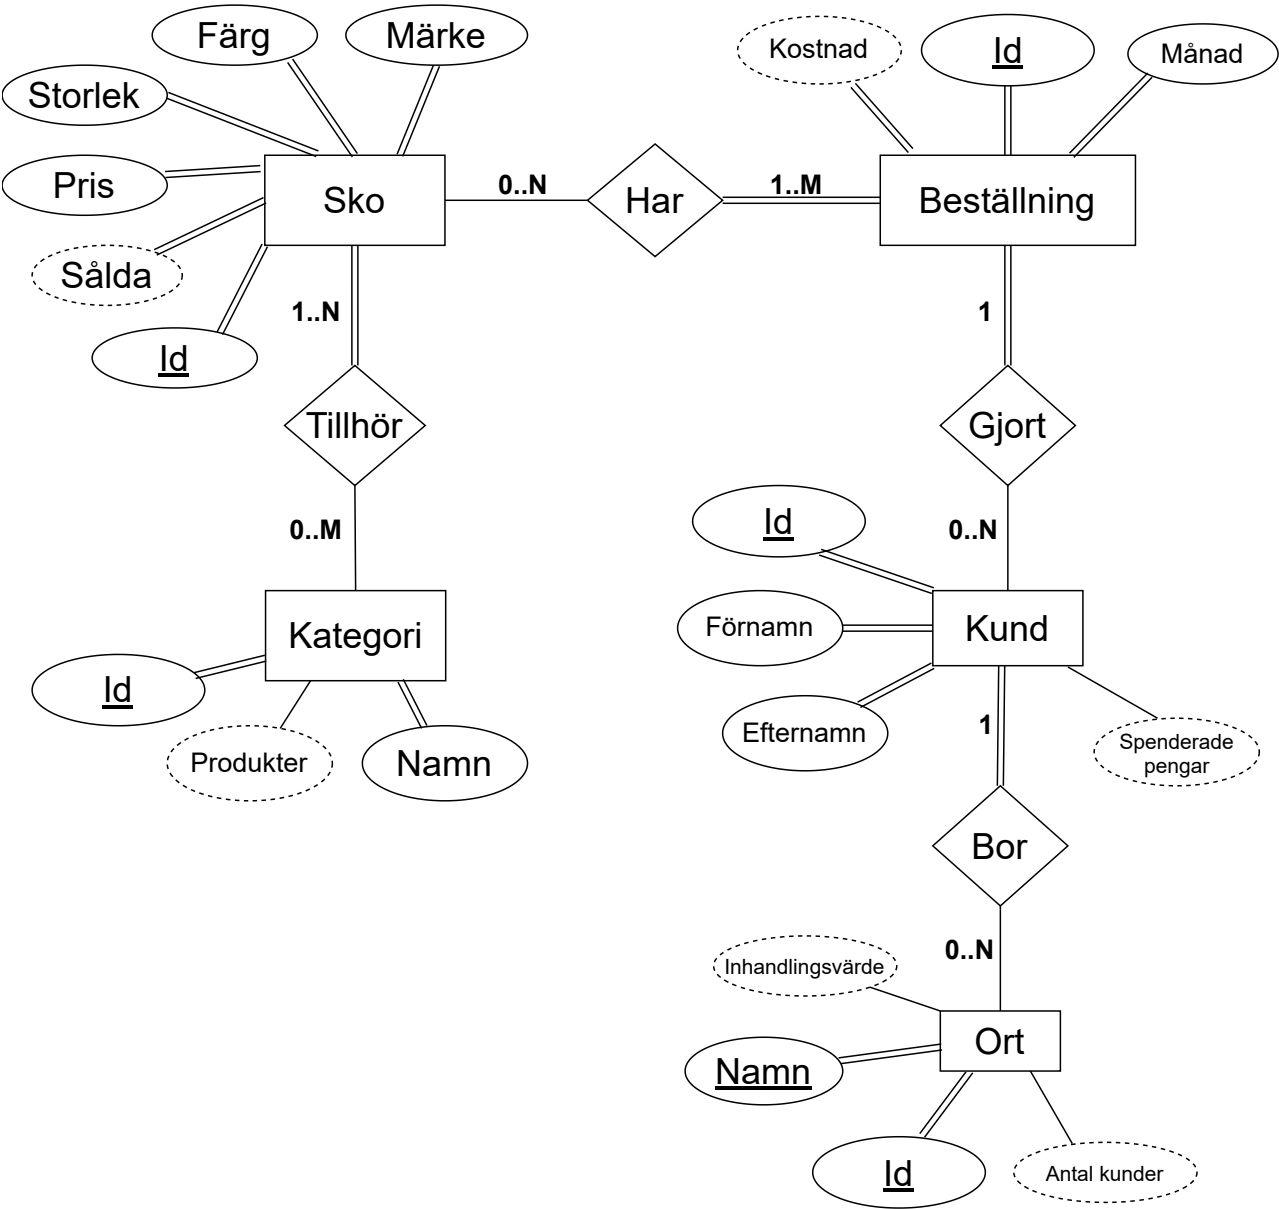 Färg
Märke
Kostnad
Id
Månad
Storlek
Pris
Sko
0..N
Har
1..M
Beställning
Sålda
Id
1..N
1
Tillhör
Gjort
0..M
0..N
Id
Förnamn
Kund
Efternamn
Kategori
Id
Produkter
Namn
1
Spenderade
pengar
Bor
0..N
Inhandlingsvärde
Ort
Namn
Id
Antal kunder